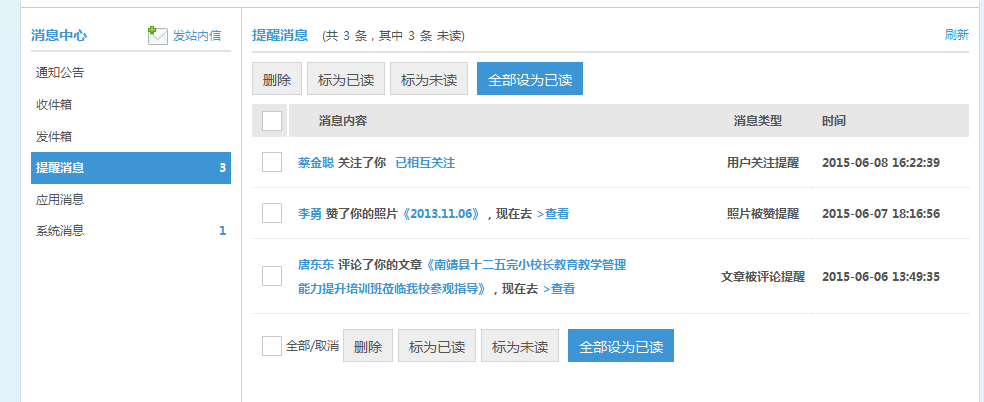 消息中心 发站内信
通知公告
收件箱
发件箱
提醒消息 3
应用消息
系统消息 1
提醒消息 (共 3 条，其中 3 条 未读) 刷新
删除 标为已读 标为未读 全部设为已读
消息内容 消息类型 时间
蔡金聪 关注了你 已相互关注 用户关注提醒 2015-06-08 16:22:39
李勇 赞了你的照片《2013.11.06》，现在去 >查看 照片被赞提醒 2015-06-07 18:16:56
唐东东 评论了你的文章《南靖县十二五完小校长教育教学管理
能力提升培训班莅临我校参观指导》，现在去 >查看 文章被评论提醒 2015-06-06 13:49:35
全部/取消 删除 标为已读 标为未读 全部设为已读